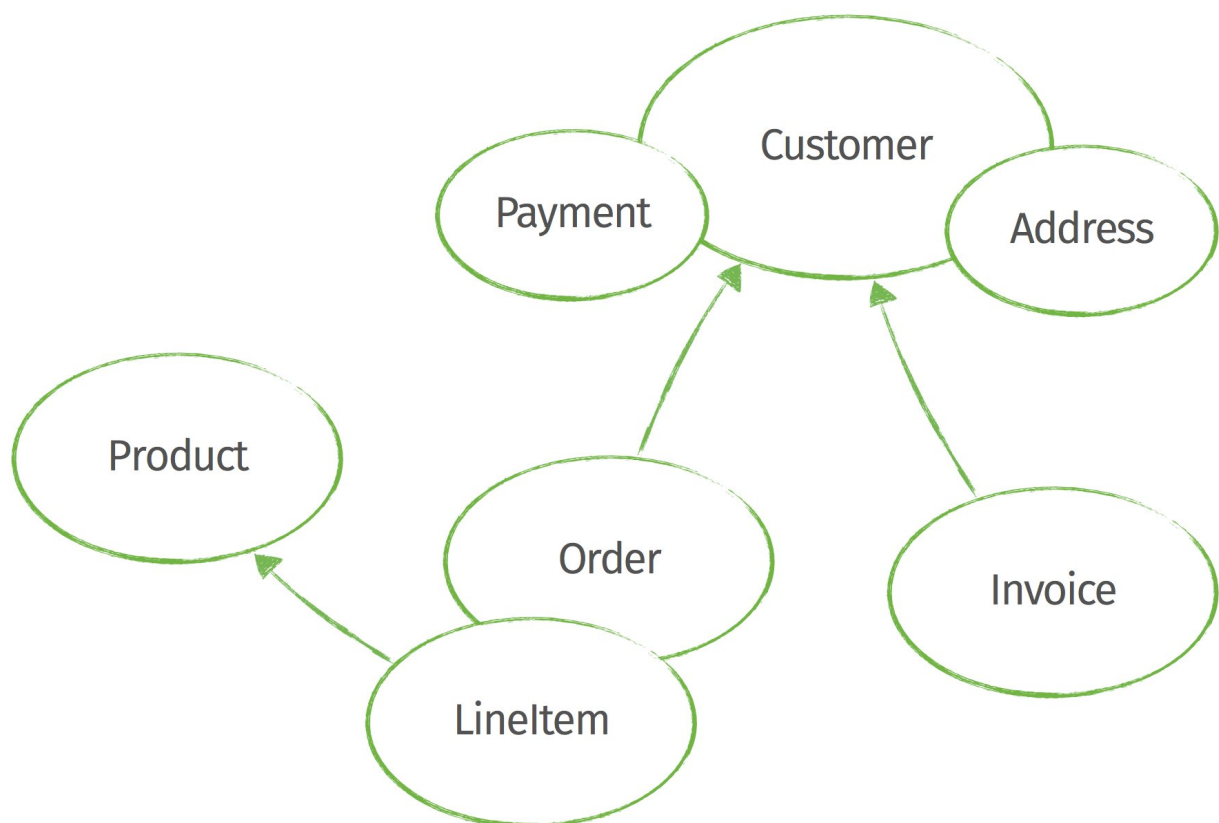 Customer
Payment
Address
Product
Order
Invoice
LineItem